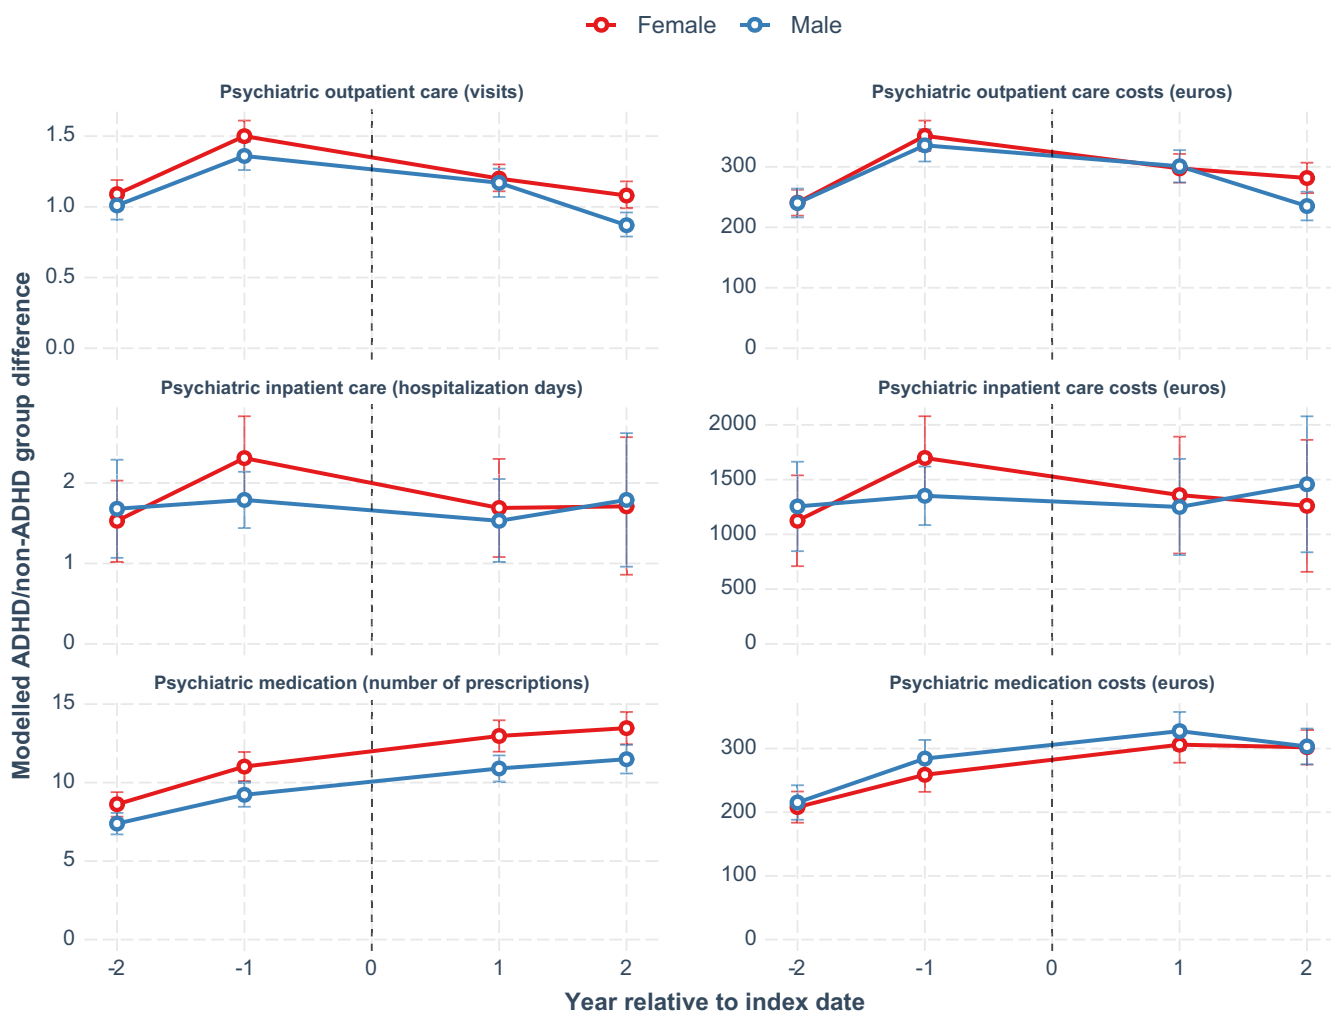 Female Male
Psychiatric outpatient care (visits)
1.5
1.0
0.5
0.0
Psychiatric outpatient care costs (euros)
300
200
100
0
Psychiatric inpatient care (hospitalization days)
2
1
0
Psychiatric inpatient care costs (euros)
2000
1500
1000
500
0
Psychiatric medication (number of prescriptions)
15
10
5
0
Psychiatric medication costs (euros)
300
200
100
0
-2 -1 0 1 2
-2 -1 0 1 2
Modelled ADHD/non-ADHD group difference
Year relative to index date